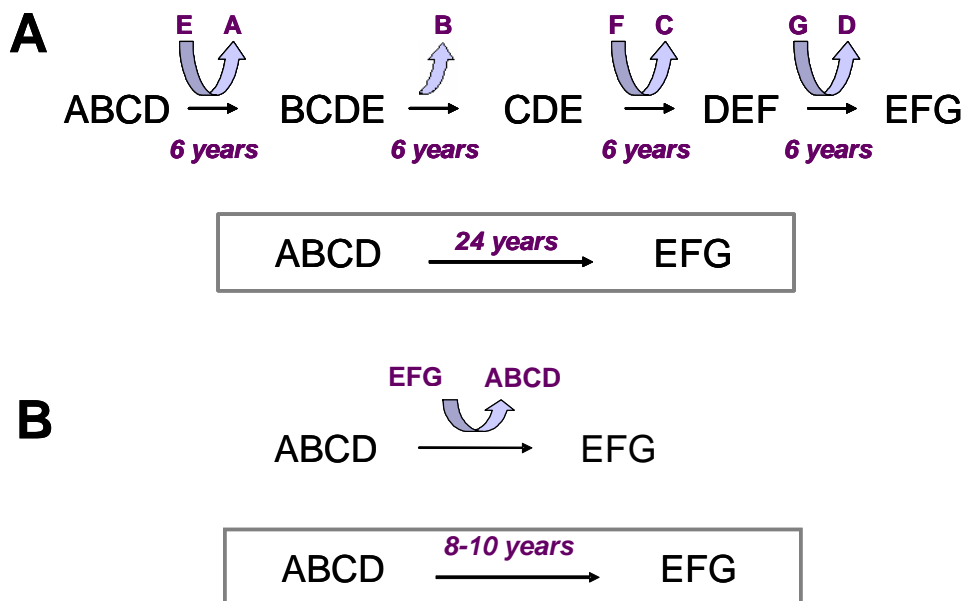 A
E A B F C G D
ABCD BCDE CDE DEF EFG
6 years 6 years 6 years 6 years
24 years
ABCD EFG
EFG ABCD
B
ABCD EFG
8-10 years
ABCD EFG